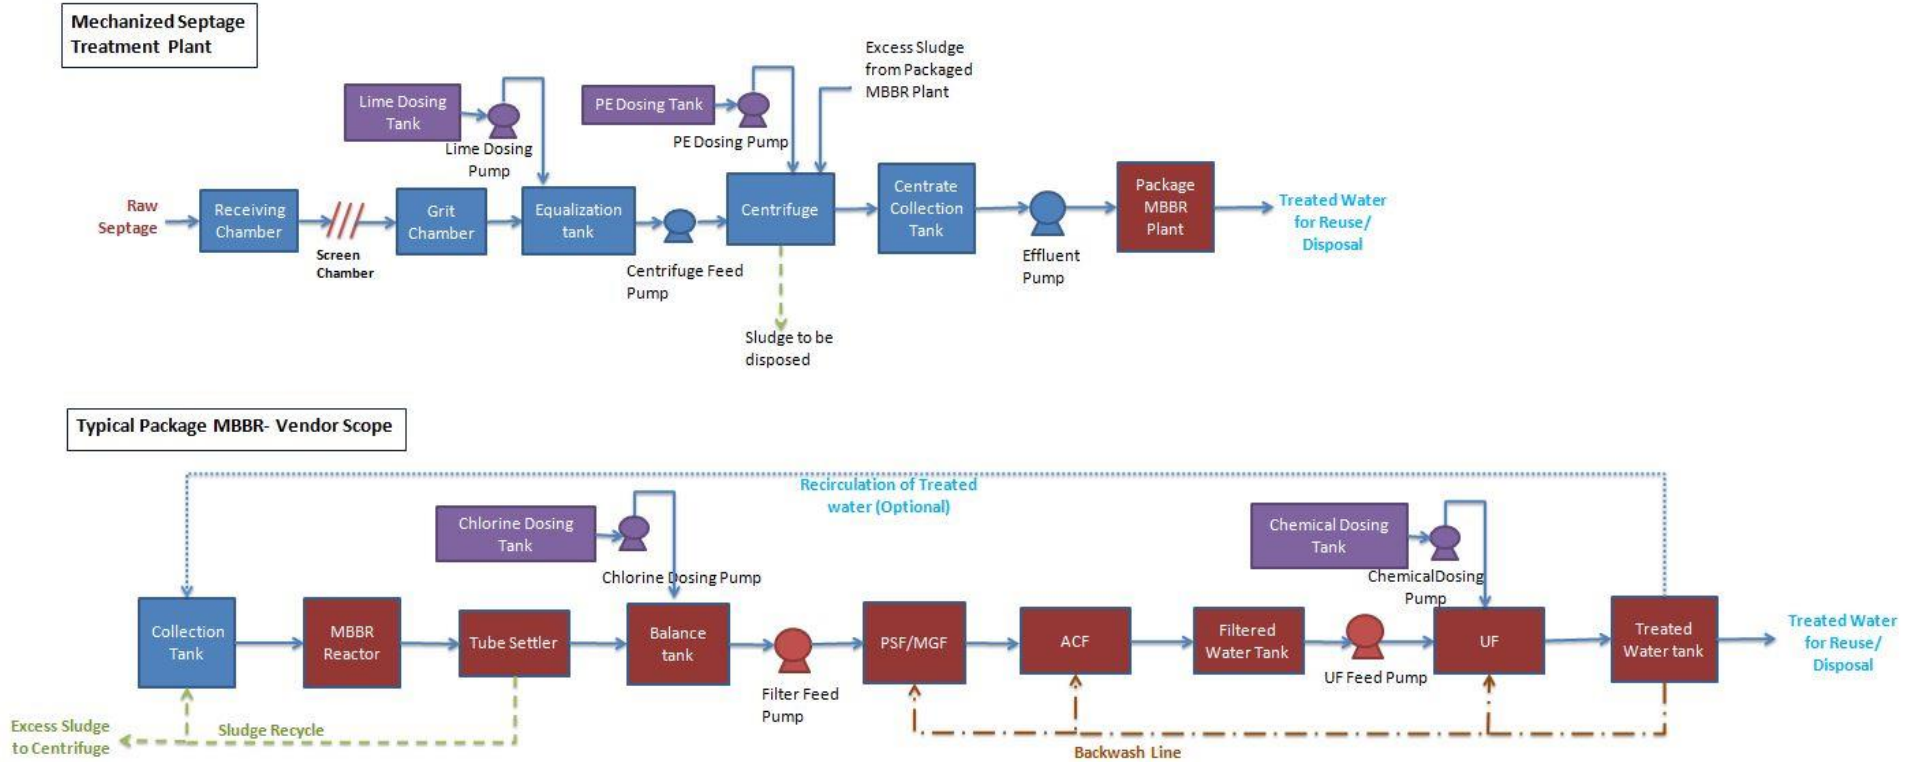 Mechanized Septage
Treatment Plant
Excess Sludge
from Packaged
MBBR Plant
Lime Dosing
Tank
PE Dosing Tank
Lime Dosing
Pump
PE Dosing Pump
Raw
Septage
Receiving
Chamber
Screen
Chamber
Grit
Chamber
Equalization
tank
Centrifuge Feed
Pump
Centrifuge
Sludge to be
disposed
Centrate
Collection
Tank
Effluent
Pump
Package
MBBR
Plant
Treated Water
for Reuse/
Disposal
Typical Package MBBR- Vendor Scope
Recirculation of Treated
water (Optional)
Chlorine Dosing
Tank
Chlorine Dosing Pump
Chemical Dosing
Tank
ChemicalDosing
Pump
Collection
Tank
MBBR
Reactor
Tube Settler
Balance
tank
Filter Feed
Pump
PSF/MGF
ACF
Filtered
Water Tank
UF Feed Pump
UF
Treated
Water tank
Treated Water
for Reuse/
Disposal
Excess Sludge
to Centrifuge
Sludge Recycle
Backwash Line